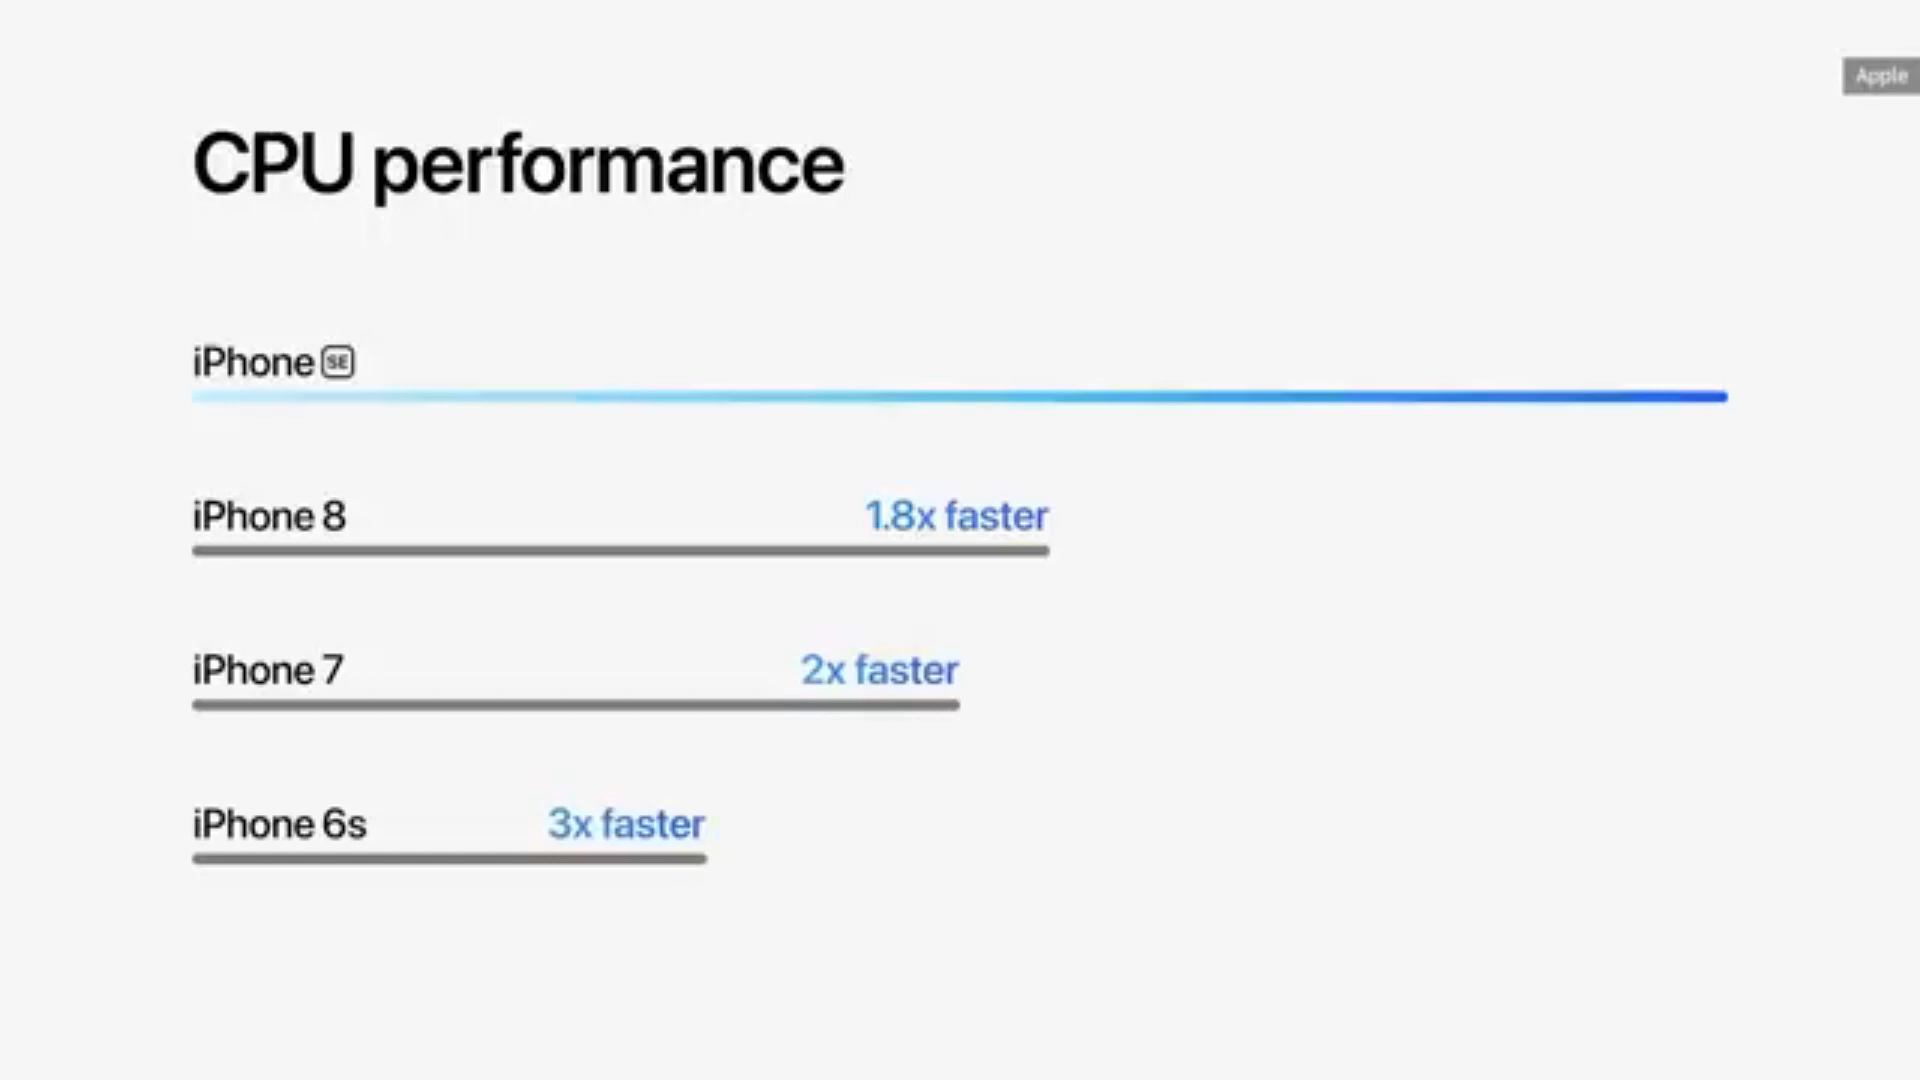 Apple
CPU performance
iPhone SE
iPhone 8 1.8x faster
iPhone 7 2x faster
iPhone 6s 3x faster